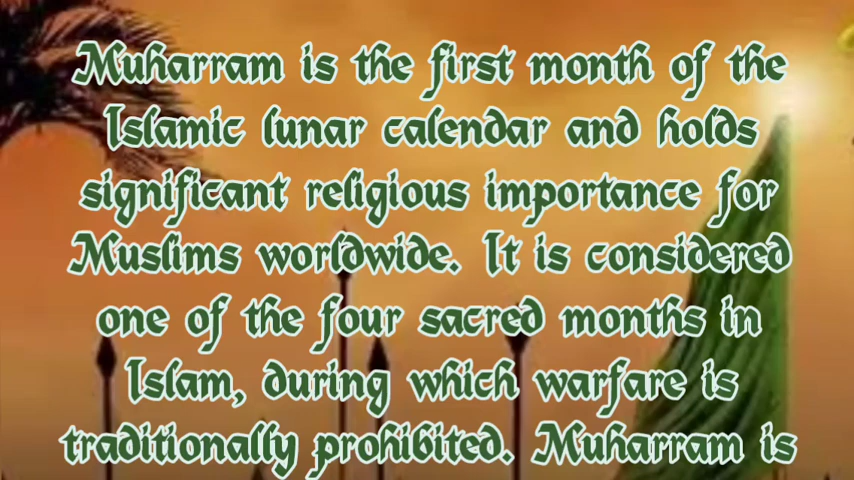 Muharram is the first month of the
Islamic lunar calendar and holds
significant religious importance for
Muslims worldwide. It is considered
one of the four sacred months in
Islam, during which warfare is
traditionally prohibited. Muharram is